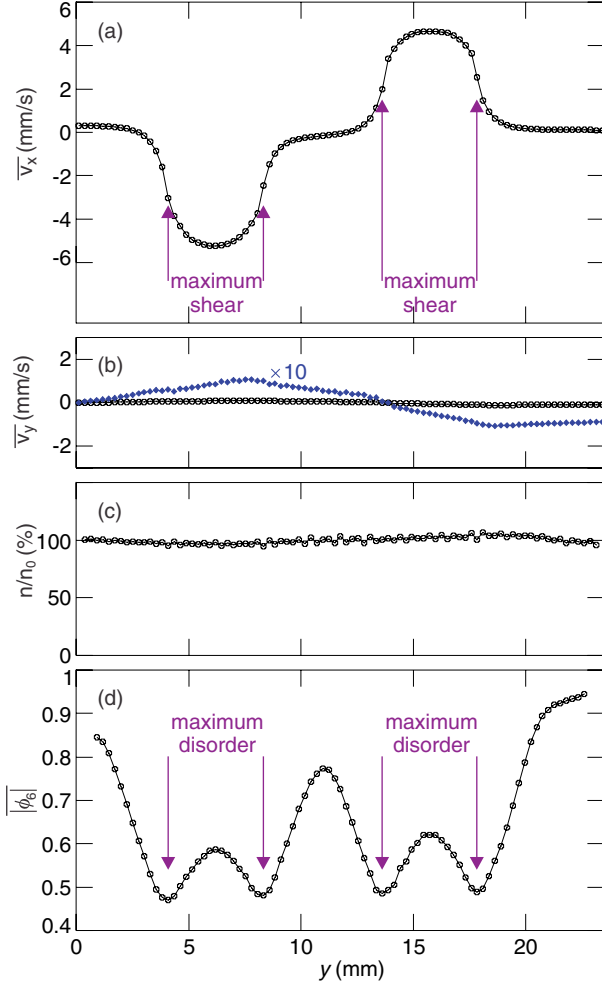 (a)
6
4
2
0
-2
-4
-6
v̅x (mm/s)
maximum
shear
maximum
shear
(b)
× 10
2
0
-2
v̅y (mm/s)
(c)
100
50
0
n/n0 (%)
(d)
1
0.9
0.8
0.7
0.6
0.5
0.4
|ϕ6|
maximum
disorder
maximum
disorder
0 5 10 15 20
y (mm)